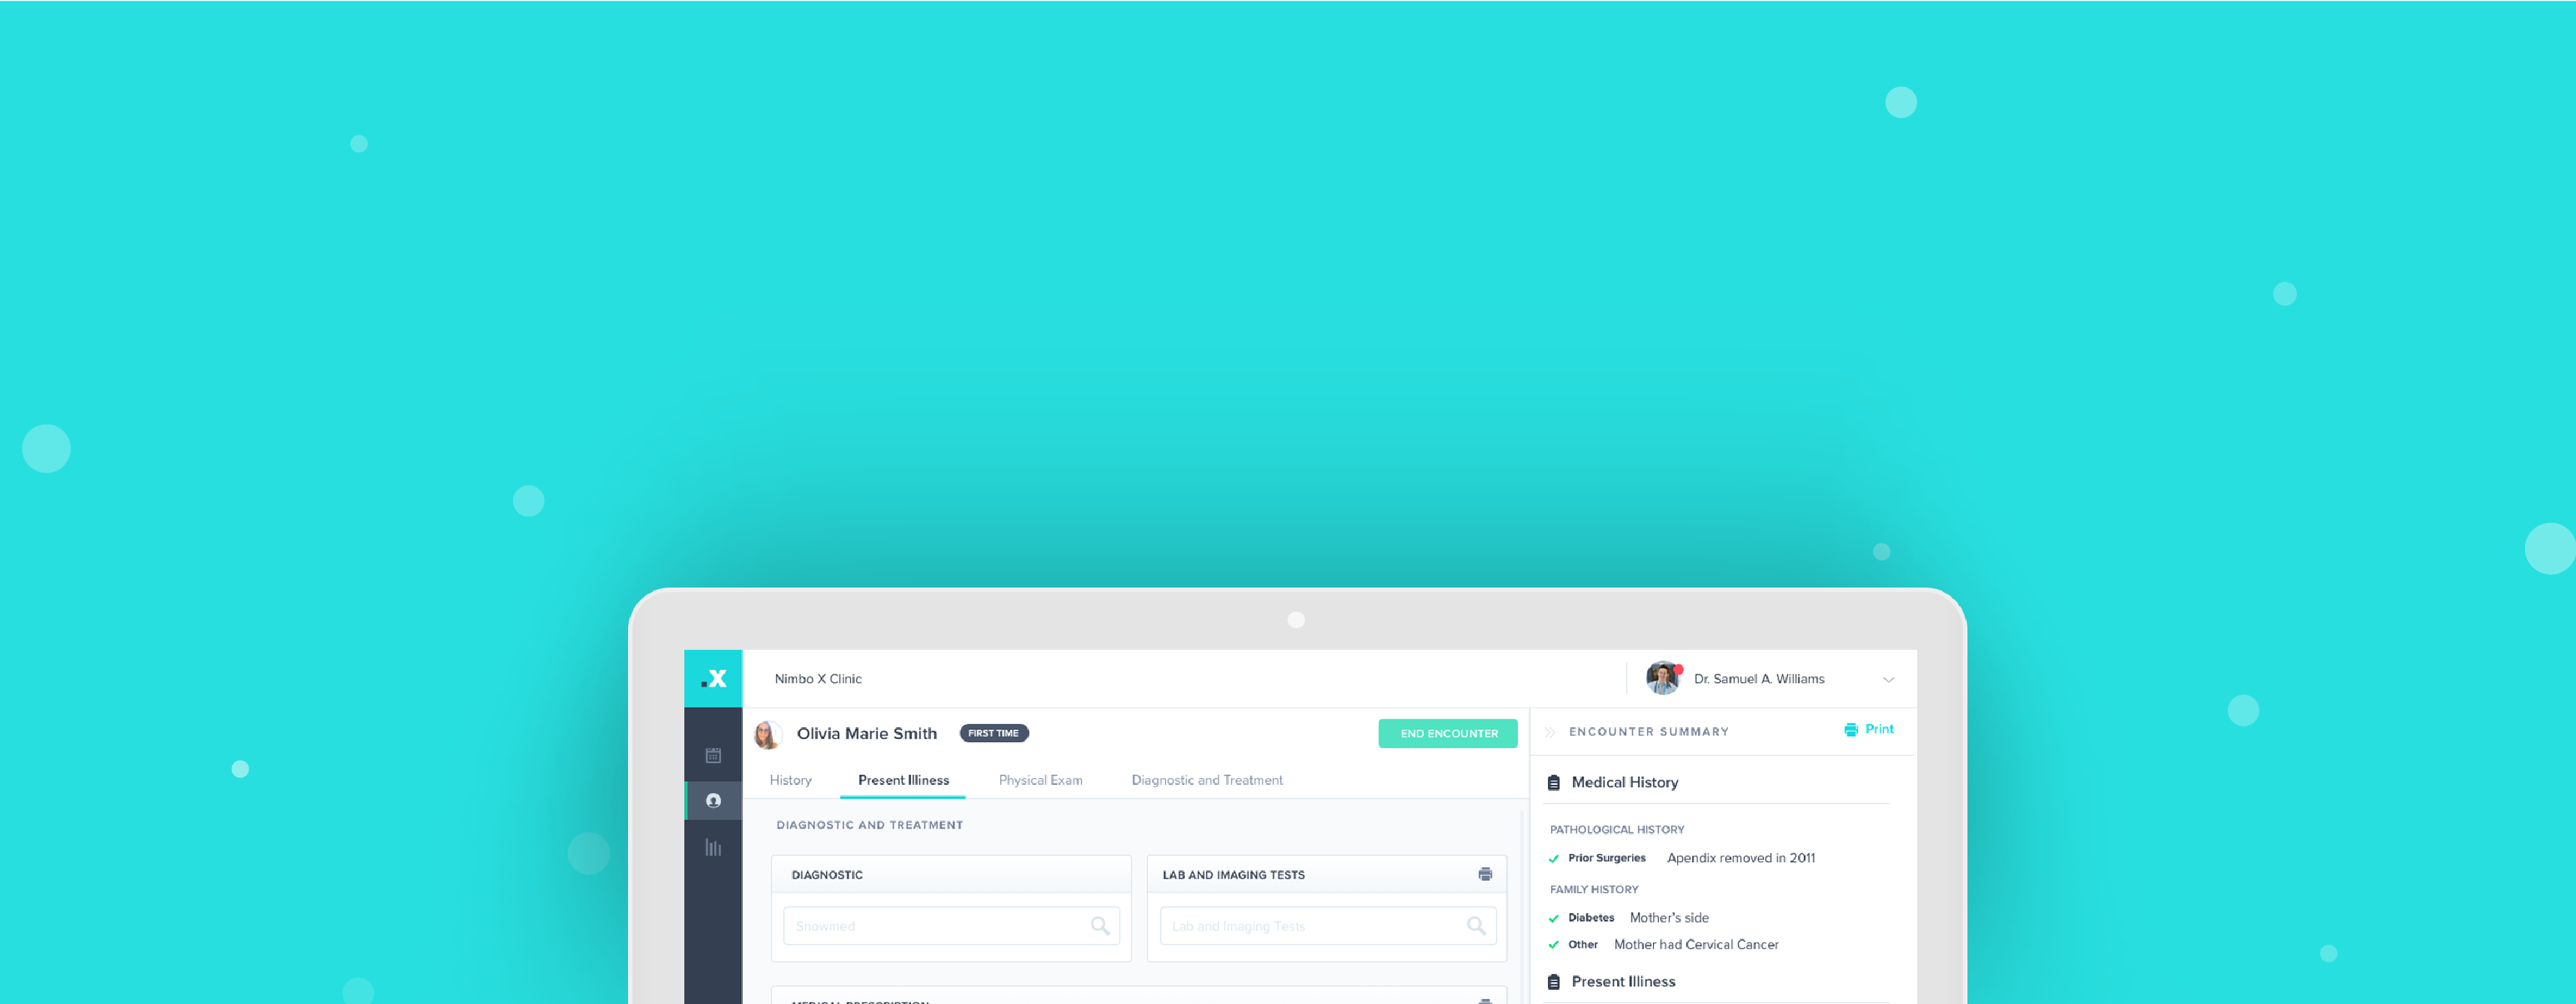 .X
Nimbo X Clinic
Dr. Samuel A. Williams
Olivia Marie Smith
FIRST TIME
END ENCOUNTER
History
Present Illiness
Physical Exam
Diagnostic and Treatment
DIAGNOSTIC AND TREATMENT
DIAGNOSTIC
Snowmed
LAB AND IMAGING TESTS
Lab and Imaging Tests
MEDICAL PRESCRIPTION
ENCOUNTER SUMMARY
Print
Medical History
PATHOLOGICAL HISTORY
Prior Surgeries Apendix removed in 2011
FAMILY HISTORY
Diabetes Mother's side
Other Mother had Cervical Cancer
Present Illiness